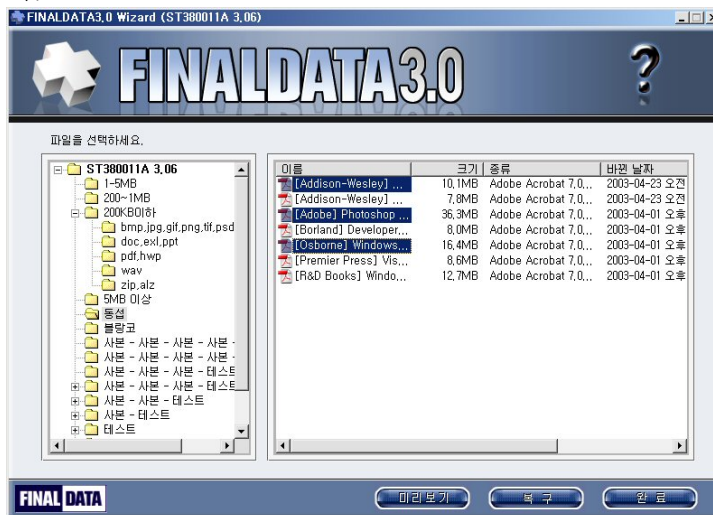 FINALDATA3.0 Wizard (ST380011A 3.06)
FINALDATA3.0
?
파일을 선택하세요.
ST380011A 3.06
1-5MB
200~1MB
200KB이하
bmp,jpg,gif,png,tif,psd
doc,exl,ppt
pdf,hwp
wav
zip,alz
5MB 이상
동섭
블랑코
사본 - 사본 - 사본 - 사본 -
사본 - 사본 - 사본 - 사본 -
사본 - 사본 - 사본 - 테스트
사본 - 사본 - 사본 - 테스트
사본 - 사본 - 테스트
사본 - 테스트
테스트
이름 크기 종류 바뀐 날짜
[Addison-Wesley] ... 10,1MB Adobe Acrobat 7,0... 2003-04-23 오전
[Addison-Wesley] ... 7,8MB Adobe Acrobat 7,0... 2003-04-23 오전
[Adobe] Photoshop ... 36,3MB Adobe Acrobat 7,0... 2003-04-01 오후
[Borland] Developer... 8,0MB Adobe Acrobat 7,0... 2003-04-01 오후
[Osborne] Windows... 16,4MB Adobe Acrobat 7,0... 2003-04-01 오후
[Premier Press] Vis... 8,6MB Adobe Acrobat 7,0... 2003-04-01 오후
[R&D Books] Windo... 12,7MB Adobe Acrobat 7,0... 2003-04-01 오후
FINAL DATA
미리보기 복구 완료